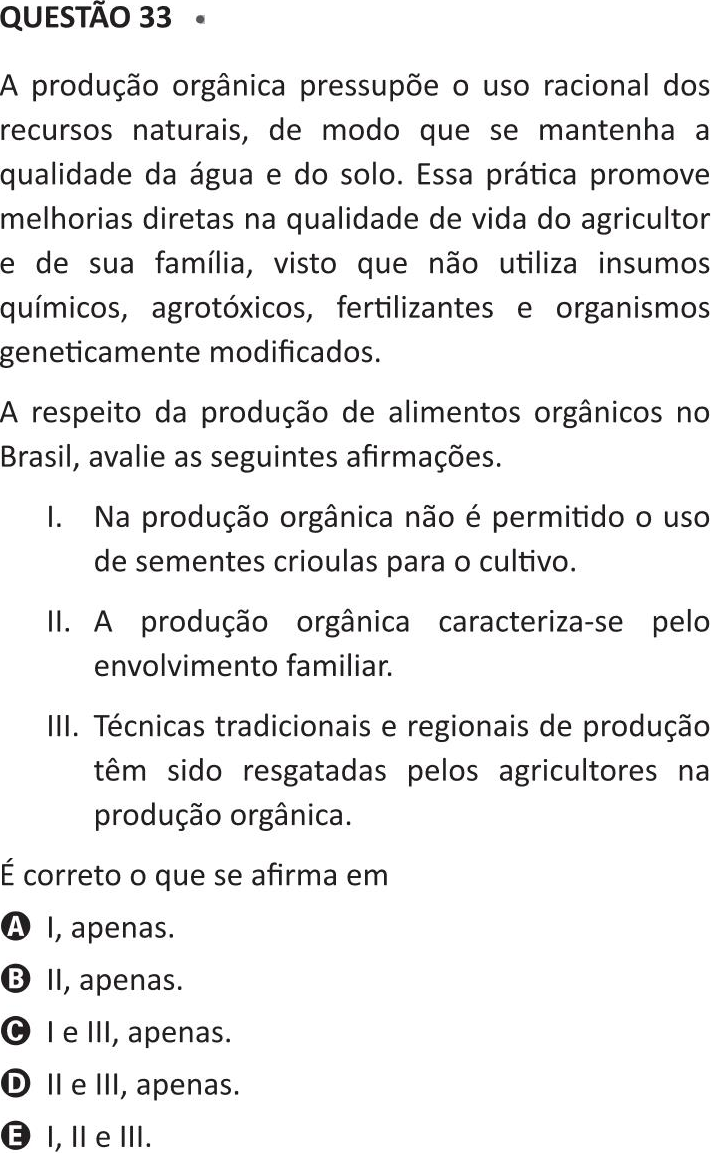 QUESTÃO 33
A produção orgânica pressupõe o uso racional dos
recursos naturais, de modo que se mantenha a
qualidade da água e do solo. Essa prática promove
melhorias diretas na qualidade de vida do agricultor
e de sua família, visto que não utiliza insumos
químicos, agrotóxicos, fertilizantes e organismos
geneticamente modificados.
A respeito da produção de alimentos orgânicos no
Brasil, avalie as seguintes afirmações.
I. Na produção orgânica não é permitido o uso
de sementes crioulas para o cultivo.
II. A produção orgânica caracteriza-se pelo
envolvimento familiar.
III. Técnicas tradicionais e regionais de produção
têm sido resgatadas pelos agricultores na
produção orgânica.
É correto o que se afirma em
A I, apenas.
B II, apenas.
C I e III, apenas.
D II e III, apenas.
E I, II e III.